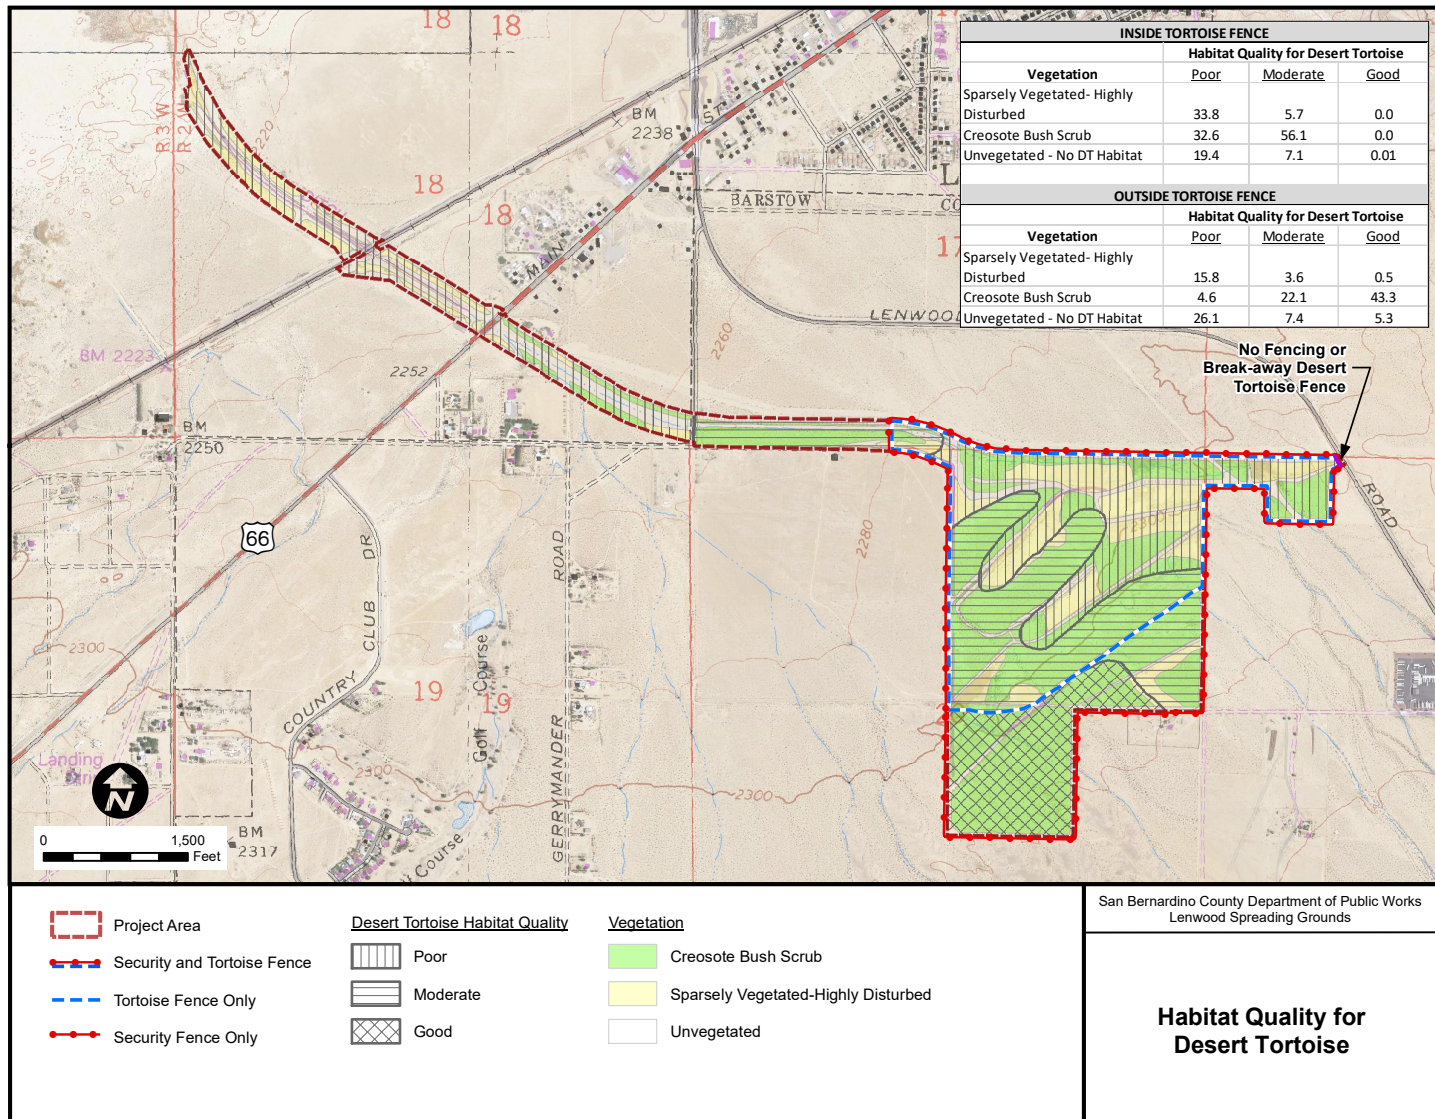 18
18
17
INSIDE TORTOISE FENCE
Habitat Quality for Desert Tortoise
Vegetation Poor Moderate Good
Sparsely Vegetated- Highly
Disturbed 33.8 5.7 0.0
Creosote Bush Scrub 32.6 56.1 0.0
Unvegetated - No DT Habitat 19.4 7.1 0.01
OUTSIDE TORTOISE FENCE
Habitat Quality for Desert Tortoise
Vegetation Poor Moderate Good
Sparsely Vegetated- Highly
Disturbed 15.8 3.6 0.5
Creosote Bush Scrub 4.6 22.1 43.3
Unvegetated - No DT Habitat 26.1 7.4 5.3
R 3 W
R 2 W
2220
BM
2238
MAIN ST
18
18
BARSTOW
CO
17
LENWOOD
ROAD
2260
BM 2223
2252
No Fencing or
Break-away Desert
Tortoise Fence
BM
2250
66
COUNTRY CLUB DR
GERRYMANDER ROAD
2280
2300
2300
19
19
Golf Course
Landing
2300
2300
N
Course
0 1,500
Feet
BM
2317
Project Area
Security and Tortoise Fence
Tortoise Fence Only
Security Fence Only
Desert Tortoise Habitat Quality
Poor
Moderate
Good
Vegetation
Creosote Bush Scrub
Sparsely Vegetated-Highly Disturbed
Unvegetated
San Bernardino County Department of Public Works
Lenwood Spreading Grounds
Habitat Quality for
Desert Tortoise